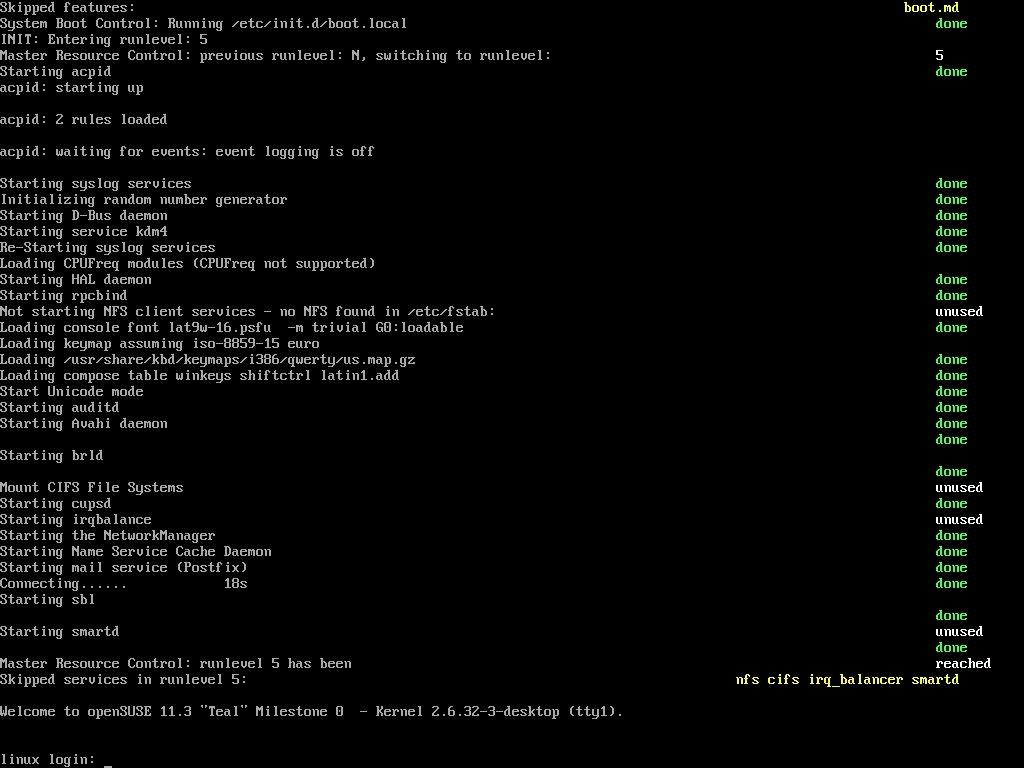 Skipped features: boot.md
System Boot Control: Running /etc/init.d/boot.local done
INIT: Entering runlevel: 5
Master Resource Control: previous runlevel: N, switching to runlevel: 5
Starting acpid done
acpid: starting up
acpid: 2 rules loaded
acpid: waiting for events: event logging is off
Starting syslog services done
Initializing random number generator done
Starting D-Bus daemon done
Starting service kdm4 done
Re-Starting syslog services done
Loading CPUFreq modules (CPUFreq not supported)
Starting HAL daemon done
Starting rpcbind done
Not starting NFS client services - no NFS found in /etc/fstab: unused
Loading console font lat9w-16.psfu  -m trivial G0:loadable done
Loading keymap assuming iso-8859-15 euro
Loading /usr/share/kbd/keymaps/i386/qwerty/us.map.gz done
Loading compose table winkeys shiftctrl latin1.add done
Start Unicode mode done
Starting auditd done
Starting Avahi daemon done
done
Starting brld
done
Mount CIFS File Systems unused
Starting cupsd done
Starting irqbalance unused
Starting the NetworkManager done
Starting Name Service Cache Daemon done
Starting mail service (Postfix) done
Connecting...... 18s done
Starting sbl
done
Starting smartd unused
done
Master Resource Control: runlevel 5 has been reached
Skipped services in runlevel 5: nfs cifs irq_balancer smartd
Welcome to openSUSE 11.3 "Teal" Milestone 0  - Kernel 2.6.32-3-desktop (tty1).
linux login: _